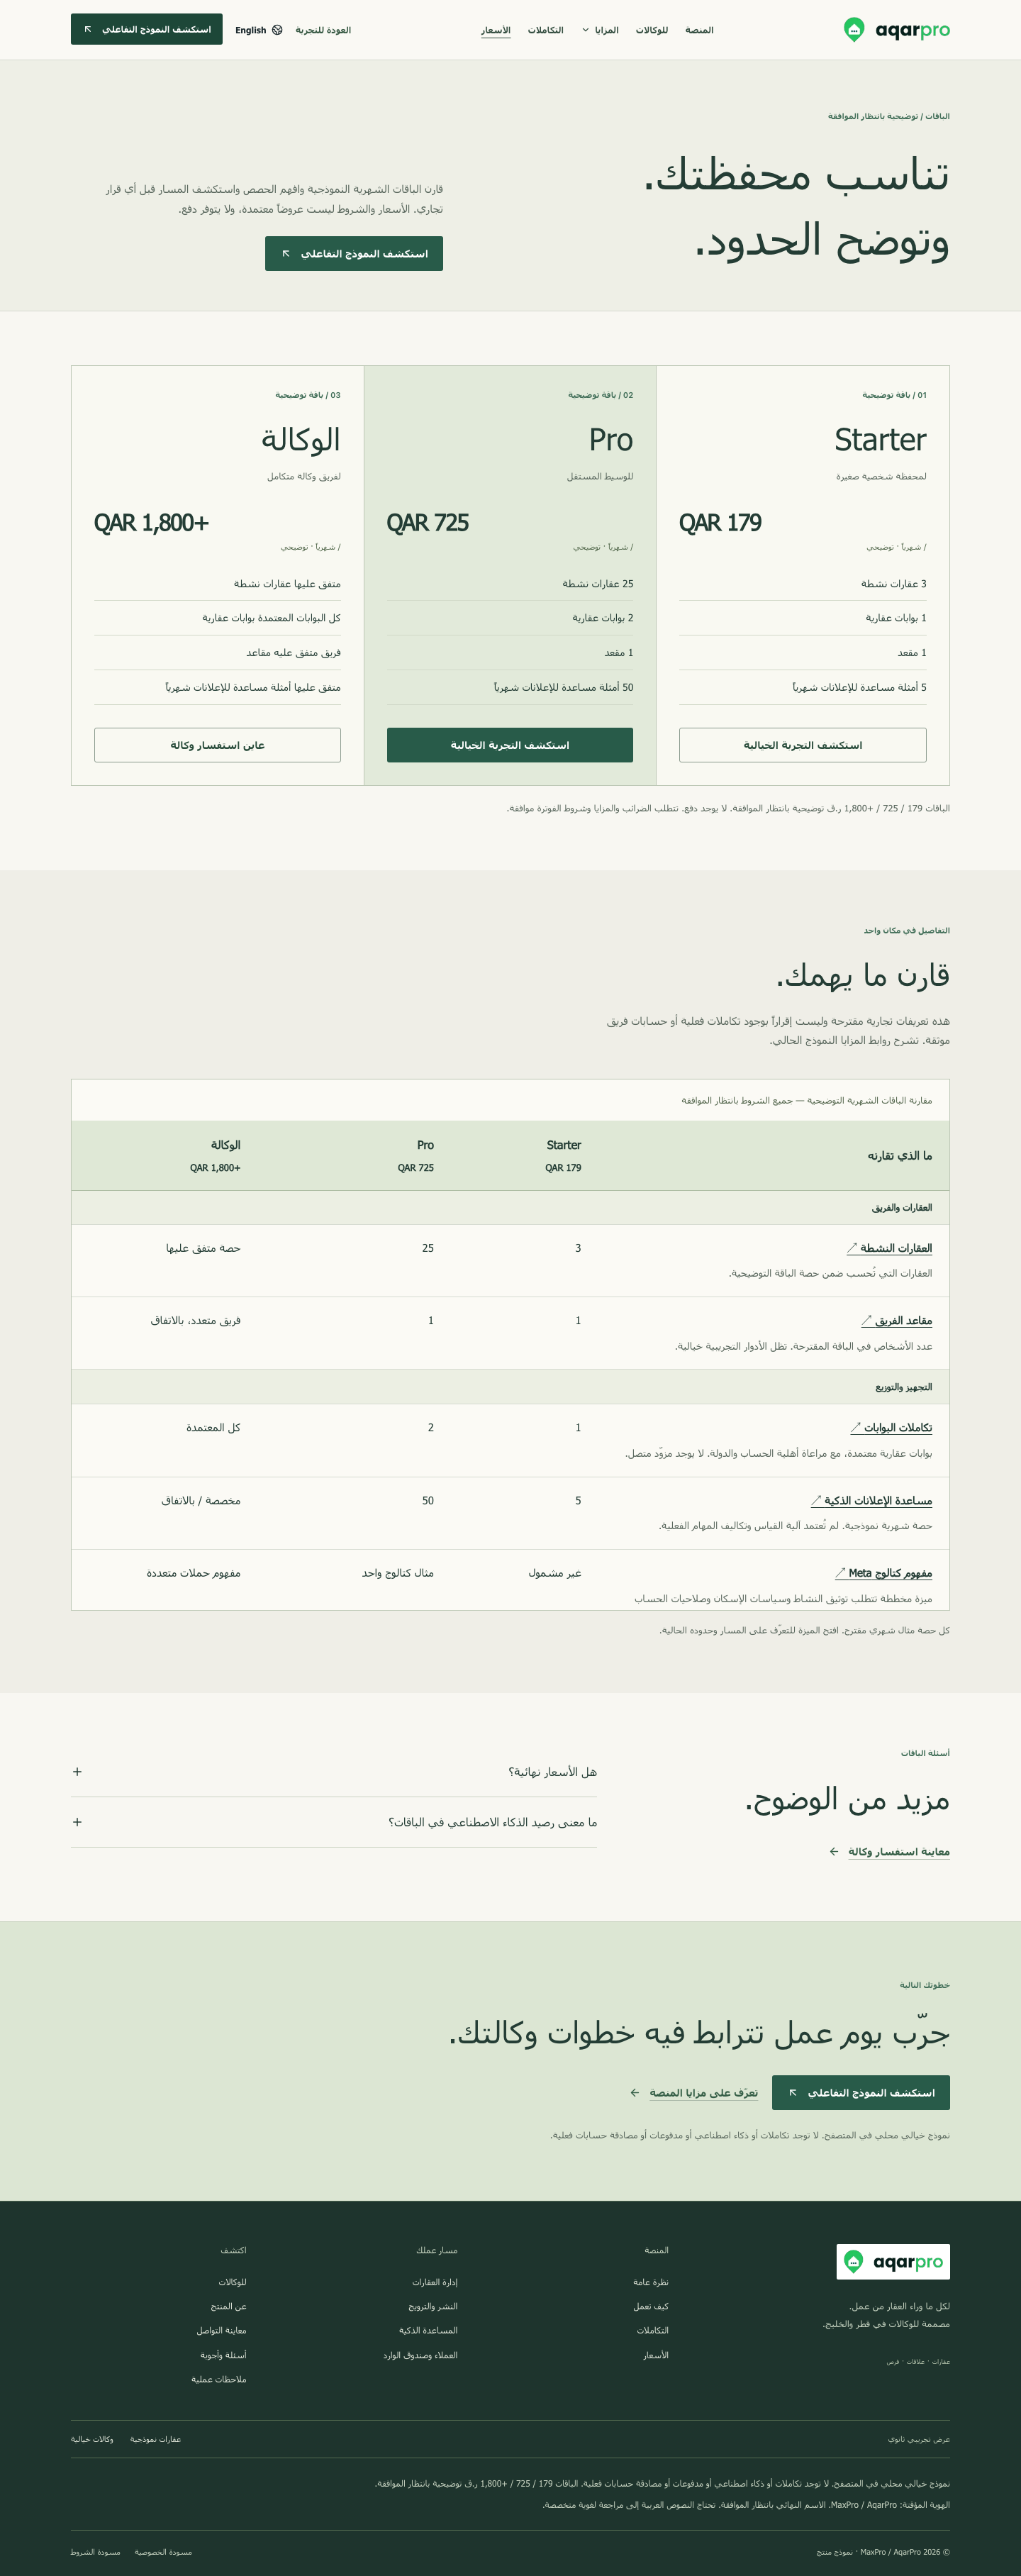 aqarpro
المنصة
للوكالات
المزايا
التكاملات
الأسعار
العودة للتجربة
English
استكشف النموذج التفاعلي
الباقات / توضيحية بانتظار الموافقة
تناسب محفظتك.
وتوضح الحدود.
قارن الباقات الشهرية النموذجية وافهم الحصص واستكشف المسار قبل أي قرار
تجاري. الأسعار والشروط ليست عروضاً معتمدة، ولا يتوفر دفع.
استكشف النموذج التفاعلي
01 / باقة توضيحية
Starter
لمحفظة شخصية صغيرة
QAR 179
/ شهرياً · توضيحي
3 عقارات نشطة
1 بوابات عقارية
1 مقعد
5 أمثلة مساعدة للإعلانات شهرياً
استكشف التجربة الخيالية
02 / باقة توضيحية
Pro
للوسيط المستقل
QAR 725
/ شهرياً · توضيحي
25 عقارات نشطة
2 بوابات عقارية
1 مقعد
50 أمثلة مساعدة للإعلانات شهرياً
استكشف التجربة الخيالية
03 / باقة توضيحية
الوكالة
لفريق وكالة متكامل
QAR 1,800+
/ شهرياً · توضيحي
متفق عليها عقارات نشطة
كل البوابات المعتمدة بوابات عقارية
فريق متفق عليه مقاعد
متفق عليها أمثلة مساعدة للإعلانات شهرياً
عاين استفسار وكالة
الباقات 179 / 725 / +1,800 ر.ق توضيحية بانتظار الموافقة. لا يوجد دفع. تتطلب الضرائب والمزايا وشروط الفوترة موافقة.
التفاصيل في مكان واحد
قارن ما يهمك.
هذه تعريفات تجارية مقترحة وليست إقراراً بوجود تكاملات فعلية أو حسابات فريق
موثقة. تشرح روابط المزايا النموذج الحالي.
مقارنة الباقات الشهرية التوضيحية — جميع الشروط بانتظار الموافقة
ما الذي تقارنه
Starter
QAR 179
Pro
QAR 725
الوكالة
QAR 1,800+
العقارات والفريق
العقارات النشطة ↗ 3 25 حصة متفق عليها
العقارات التي تُحسب ضمن حصة الباقة التوضيحية.
مقاعد الفريق ↗ 1 1 فريق متعدد، بالاتفاق
عدد الأشخاص في الباقة المقترحة. تظل الأدوار التجريبية خيالية.
التجهيز والتوزيع
تكاملات البوابات ↗ 1 2 كل المعتمدة
بوابات عقارية معتمدة، مع مراعاة أهلية الحساب والدولة. لا يوجد مزوّد متصل.
مساعدة الإعلانات الذكية ↗ 5 50 مخصصة / بالاتفاق
حصة شهرية نموذجية. لم تُعتمد آلية القياس وتكاليف المهام الفعلية.
مفهوم كتالوج Meta ↗ غير مشمول مثال كتالوج واحد مفهوم حملات متعددة
ميزة مخططة تتطلب توثيق النشاط وسياسات الإسكان وصلاحيات الحساب
كل حصة مثال شهري مقترح. افتح الميزة للتعرّف على المسار وحدوده الحالية.
أسئلة الباقات
مزيد من الوضوح.
معاينة استفسار وكالة ←
هل الأسعار نهائية؟ +
ما معنى رصيد الذكاء الاصطناعي في الباقات؟ +
خطوتك التالية
جرّب يوم عمل تترابط فيه خطوات وكالتك.
استكشف النموذج التفاعلي
تعرّف على مزايا المنصة ←
نموذج خيالي محلي في المتصفح. لا توجد تكاملات أو ذكاء اصطناعي أو مدفوعات أو مصادقة حسابات فعلية.
aqarpro
لكل ما وراء العقار من عمل.
مصممة للوكالات في قطر والخليج.
عقارات · علاقات · فرص
المنصة
نظرة عامة
كيف تعمل
التكاملات
الأسعار
مسار عملك
إدارة العقارات
النشر والترويج
المساعدة الذكية
العملاء وصندوق الوارد
اكتشف
للوكالات
عن المنتج
معاينة التواصل
أسئلة وأجوبة
ملاحظات عملية
عرض تجريبي ثانوي
عقارات نموذجية
وكالات خيالية
نموذج خيالي محلي في المتصفح. لا توجد تكاملات أو ذكاء اصطناعي أو مدفوعات أو مصادقة حسابات فعلية. الباقات 179 / 725 / +1,800 ر.ق توضيحية بانتظار الموافقة.
الهوية المؤقتة: MaxPro / AqarPro. الاسم النهائي بانتظار الموافقة. تحتاج النصوص العربية إلى مراجعة لغوية متخصصة.
© 2026 MaxPro / AqarPro · نموذج منتج
مسودة الخصوصية
مسودة الشروط